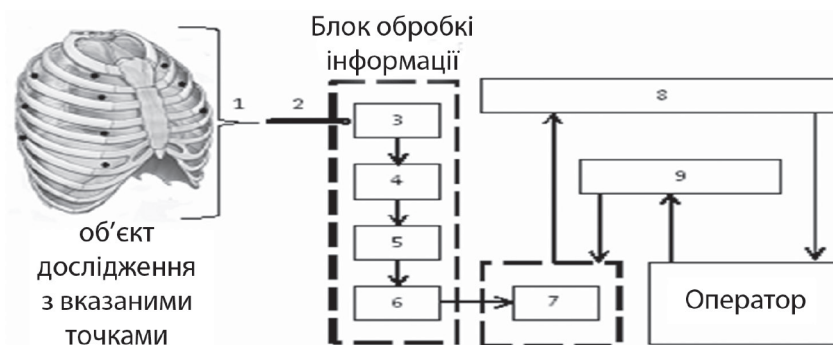 Блок обробкі
інформації
1
2
3
4
5
6
7
8
9
Оператор
об'єкт
дослідження
з вказаними
точками